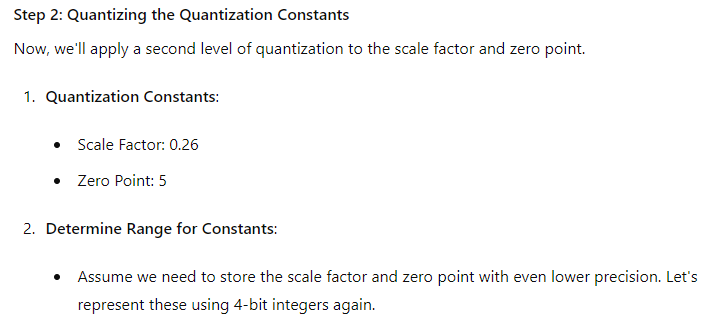 Step 2: Quantizing the Quantization Constants
Now, we'll apply a second level of quantization to the scale factor and zero point.
1. Quantization Constants:
• Scale Factor: 0.26
• Zero Point: 5
2. Determine Range for Constants:
• Assume we need to store the scale factor and zero point with even lower precision. Let's
represent these using 4-bit integers again.